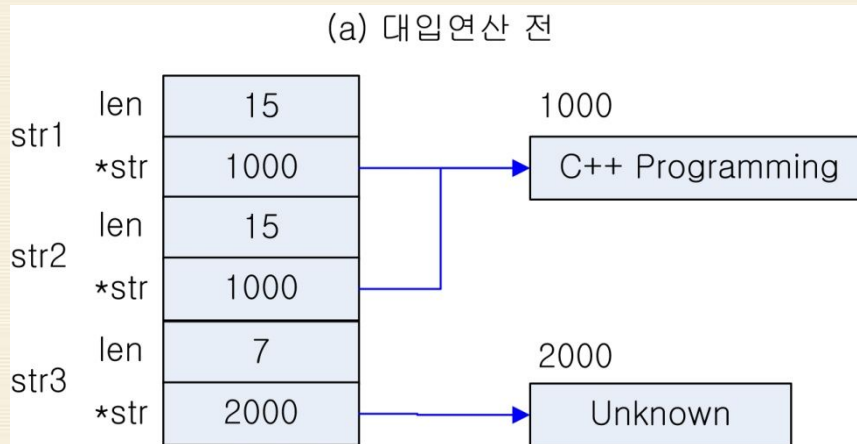 (a) 대입연산 전
str1
len 15
*str 1000
1000
C++ Programming
str2
len 15
*str 1000
str3
len 7
*str 2000
2000
Unknown